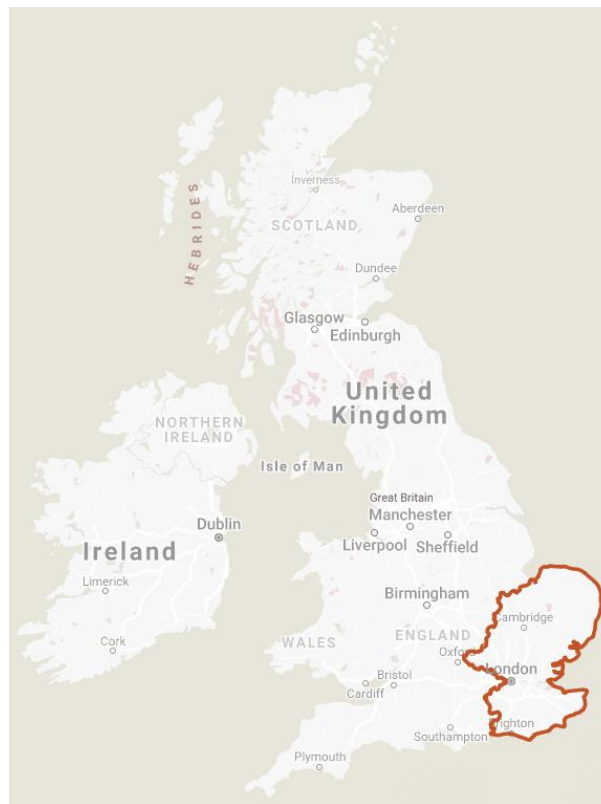 Inverness
Aberdeen
SCOTLAND
HEBRIDES
Dundee
Glasgow
Edinburgh
United
Kingdom
NORTHERN
IRELAND
Isle of Man
Great Britain
Manchester
Dublin
Liverpool
Sheffield
Ireland
Limerick
Birmingham
Cambridge
Cork
WALES
ENGLAND
Oxford
London
Bristol
Cardiff
Brighton
Southampton
Plymouth